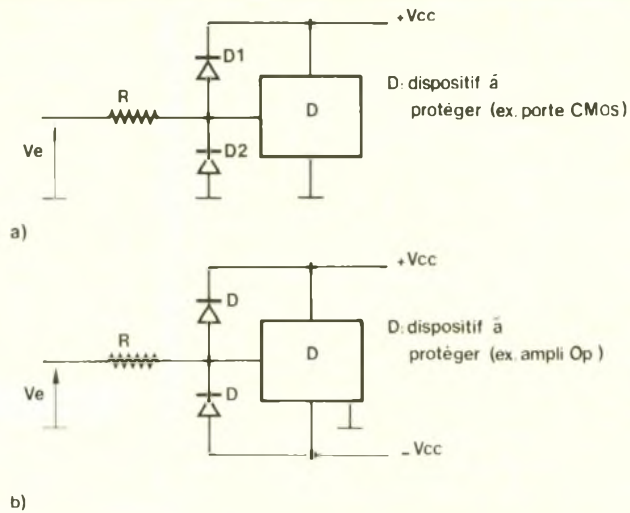 +Vcc
D1
D: dispositif á
protéger (ex. porte CMOS)
R
D
Ve
D2
a)
+Vcc
D
D: dispositif à
protéger (ex. ampli Op)
R
D
Ve
D
-Vcc
b)